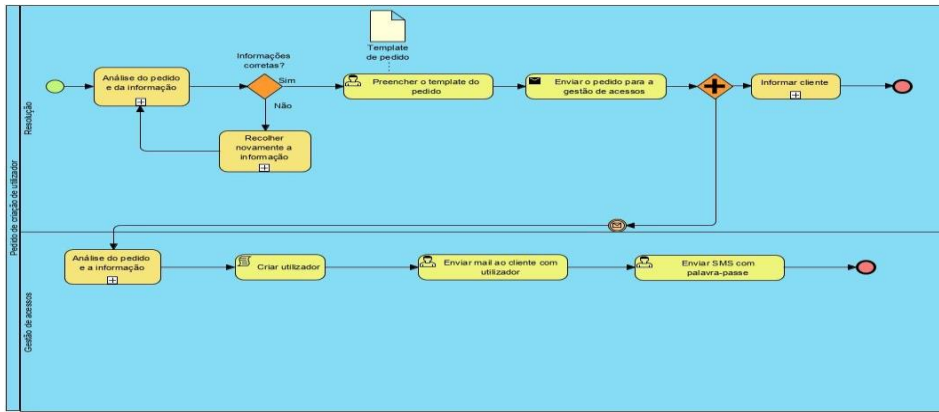 Pedido de criação de utilizador
Resolução
Análise do pedido
e da informação
Informações
corretas?
Sim
Não
Recolher
novamente a
informação
Template
de pedido
Preencher o template do
pedido
Enviar o pedido para a
gestão de acessos
Informar cliente
Gestão de acessos
Análise do pedido
e a informação
Criar utilizador
Enviar mail ao cliente com
utilizador
Enviar SMS com
palavra-passe